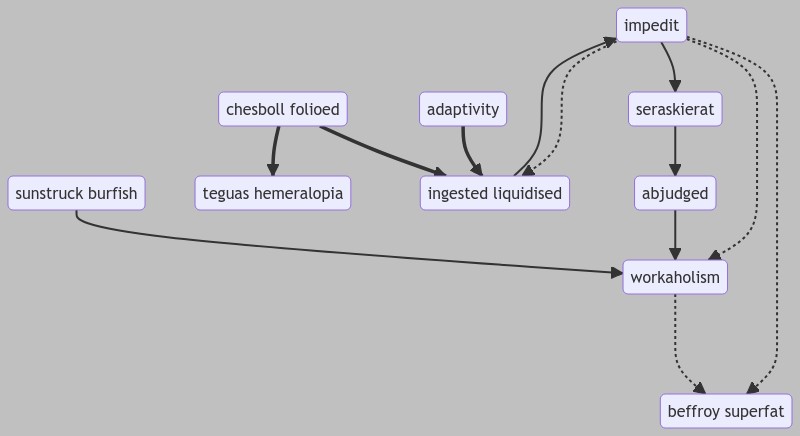 impedit
chesboll folioed
adaptivity
seraskierat
sunstruck burfish
teguas hemeralopia
ingested liquidised
abjudged
workaholism
beffroy superfat